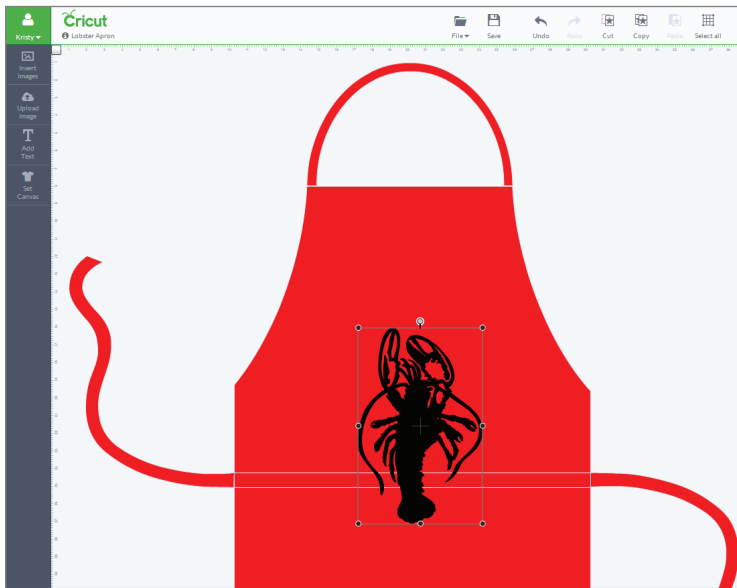 Cricut
Kristy
Lobster Apron
File
Save
Undo
Redo
Cut
Copy
Paste
Select all
Insert
Images
Upload
Image
Add
Text
Set
Canvas